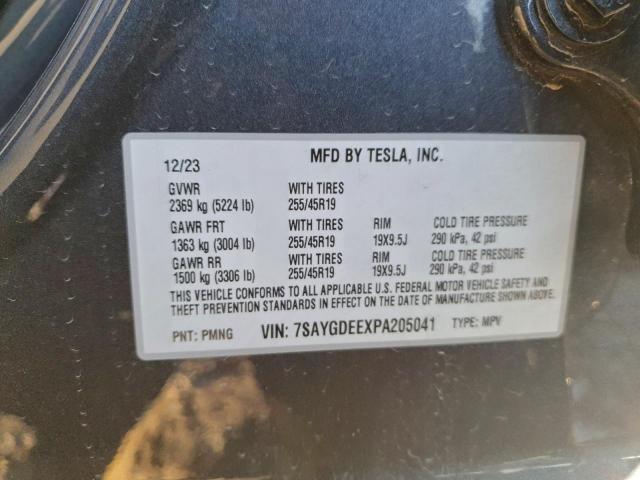 12/23 MFD BY TESLA, INC.
GVWR WITH TIRES
2369 kg (5224 lb) 255/45R19
GAWR FRT WITH TIRES RIM COLD TIRE PRESSURE
1363 kg (3004 lb) 255/45R19 19X9.5J 290 kPa, 42 psi
GAWR RR WITH TIRES RIM COLD TIRE PRESSURE
1500 kg (3306 lb) 255/45R19 19X9.5J 290 kPa, 42 psi
THIS VEHICLE CONFORMS TO ALL APPLICABLE U.S. FEDERAL MOTOR VEHICLE SAFETY AND
THEFT PREVENTION STANDARDS IN EFFECT ON THE DATE OF MANUFACTURE SHOWN ABOVE.
PNT: PMNG VIN: 7SAYGDEEXPA205041 TYPE: MPV